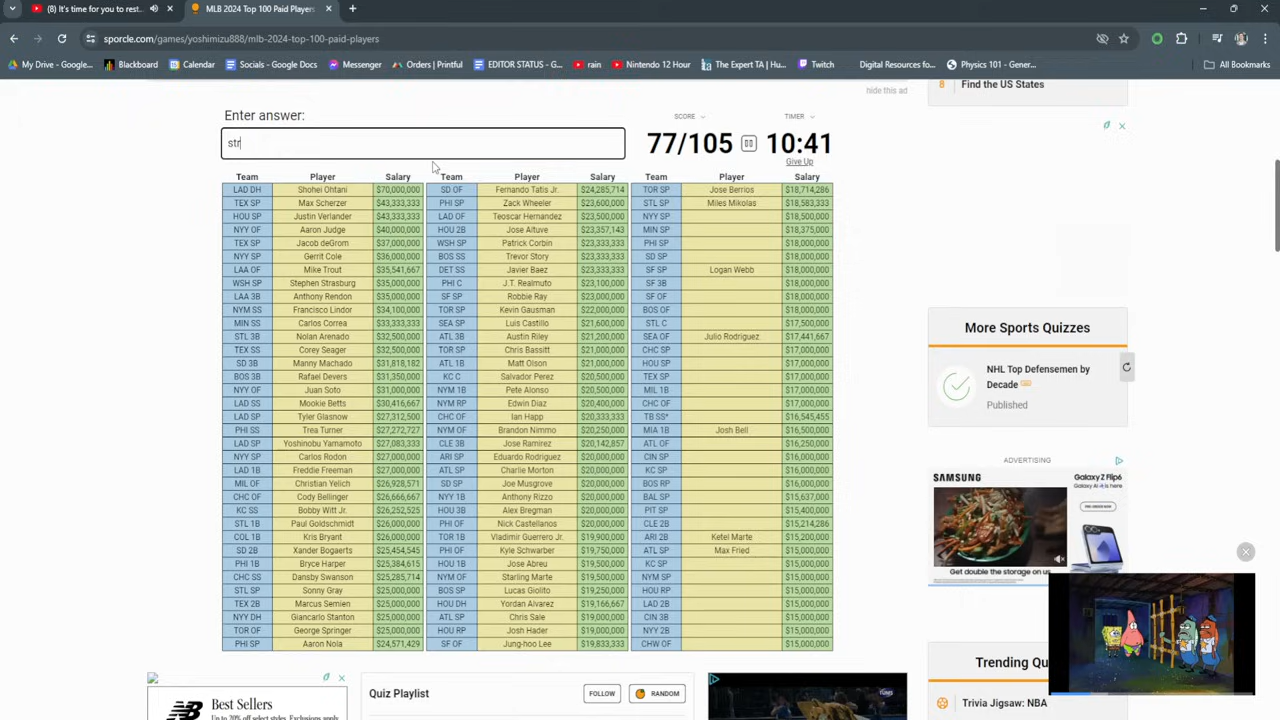 (8) It's time for you to rest
MLB 2024 Top 100 Paid Players
sporcle.com/games/yoshimizu888/mlb-2024-top-100-paid-players
My Drive - Google... Blackboard Calendar Socials - Google Docs Messenger Orders | Printful EDITOR STATUS - G... rain Nintendo 12 Hour The Expert TA | Hu... Twitch Digital Resources fo... Physics 101 - Gener... All Bookmarks
hide this ad
8 Find the US States
Enter answer:
SCORE TIMER
str
77/105 10:41
Give Up
Team Player Salary Team Player Salary Team Player Salary
LAD DH Shohei Ohtani $70,000,000 SD OF Fernando Tatis Jr. $24,285,714 TOR SP Jose Berrios $18,714,286
TEX SP Max Scherzer $43,333,333 PHI SP Zack Wheeler $23,600,000 STL SP Miles Mikolas $18,583,333
HOU SP Justin Verlander $43,333,333 LAD OF Teoscar Hernandez $23,500,000 NYY SP $18,500,000
NYY OF Aaron Judge $40,000,000 HOU 2B Jose Altuve $23,357,143 MIN SP $18,375,000
TEX SP Jacob deGrom $37,000,000 WSH SP Patrick Corbin $23,333,333 PHI SP $18,000,000
NYY SP Gerrit Cole $36,000,000 BOS SS Trevor Story $23,333,333 SD SP $18,000,000
LAA OF Mike Trout $35,541,667 DET SS Javier Baez $23,333,333 SF SP Logan Webb $18,000,000
WSH SP Stephen Strasburg $35,000,000 PHI C J.T. Realmuto $23,100,000 SF 3B $18,000,000
LAA 3B Anthony Rendon $35,000,000 SF SP Robbie Ray $23,000,000 SF OF $18,000,000
NYM SS Francisco Lindor $34,100,000 TOR SP Kevin Gausman $22,000,000 BOS OF $18,000,000
MIN SS Carlos Correa $33,333,333 SEA SP Luis Castillo $21,600,000 STL C $17,500,000
STL 3B Nolan Arenado $32,500,000 ATL 3B Austin Riley $21,200,000 SEA OF Julio Rodriguez $17,441,667
TEX SS Corey Seager $32,500,000 TOR SP Chris Bassitt $21,000,000 CHC SP $17,000,000
SD 3B Manny Machado $31,818,182 ATL 1B Matt Olson $21,000,000 HOU SP $17,000,000
BOS 3B Rafael Devers $31,350,000 KC C Salvador Perez $20,500,000 TEX SP $17,000,000
NYY OF Juan Soto $31,000,000 NYM 1B Pete Alonso $20,500,000 MIL 1B $17,000,000
LAD SS Mookie Betts $30,416,667 NYM RP Edwin Diaz $20,400,000 CHC OF $17,000,000
LAD SP Tyler Glasnow $27,312,500 CHC OF Ian Happ $20,333,333 TB SS* $16,545,455
PHI SS Trea Turner $27,272,727 NYM OF Brandon Nimmo $20,250,000 MIA 1B Josh Bell $16,500,000
LAD SP Yoshinobu Yamamoto $27,083,333 CLE 3B Jose Ramirez $20,142,857 ATL OF $16,250,000
NYY SP Carlos Rodon $27,000,000 ARI SP Eduardo Rodriguez $20,000,000 CIN SP $16,000,000
LAD 1B Freddie Freeman $27,000,000 ATL SP Charlie Morton $20,000,000 KC SP $16,000,000
MIL OF Christian Yelich $26,928,571 SD SP Joe Musgrove $20,000,000 BOS RP $16,000,000
CHC OF Cody Bellinger $26,666,667 NYY 1B Anthony Rizzo $20,000,000 BAL SP $15,637,000
KC SS Bobby Witt Jr. $26,252,525 HOU 3B Alex Bregman $20,000,000 PIT SP $15,400,000
STL 1B Paul Goldschmidt $26,000,000 PHI OF Nick Castellanos $20,000,000 CLE 2B $15,214,286
COL 1B Kris Bryant $26,000,000 TOR 1B Vladimir Guerrero Jr. $19,900,000 ARI 2B Ketel Marte $15,200,000
SD 2B Xander Bogaerts $25,454,545 PHI OF Kyle Schwarber $19,750,000 ATL SP Max Fried $15,000,000
PHI 1B Bryce Harper $25,384,615 HOU 1B Jose Abreu $19,500,000 KC SP $15,000,000
CHC SS Dansby Swanson $25,285,714 NYM OF Starling Marte $19,500,000 NYM SP $15,000,000
STL SP Sonny Gray $25,000,000 BOS SP Lucas Giolito $19,250,000 HOU RP $15,000,000
TEX 2B Marcus Semien $25,000,000 HOU DH Yordan Alvarez $19,166,667 LAD 2B $15,000,000
NYY DH Giancarlo Stanton $25,000,000 ATL SP Chris Sale $19,000,000 CIN 3B $15,000,000
TOR OF George Springer $25,000,000 HOU RP Josh Hader $19,000,000 NYY 2B $15,000,000
PHI SP Aaron Nola $24,571,429 SF OF Jung-hoo Lee $19,833,333 CHW OF $15,000,000
More Sports Quizzes
NHL Top Defensemen by
Decade
Published
ADVERTISING
SAMSUNG
Galaxy Z Flip6
Galaxy AI is here
Get double the storage on us
Trending Qu
Trivia Jigsaw: NBA
Best Sellers
Up to 20% off select styles. Exclusions apply.
Quiz Playlist FOLLOW RANDOM